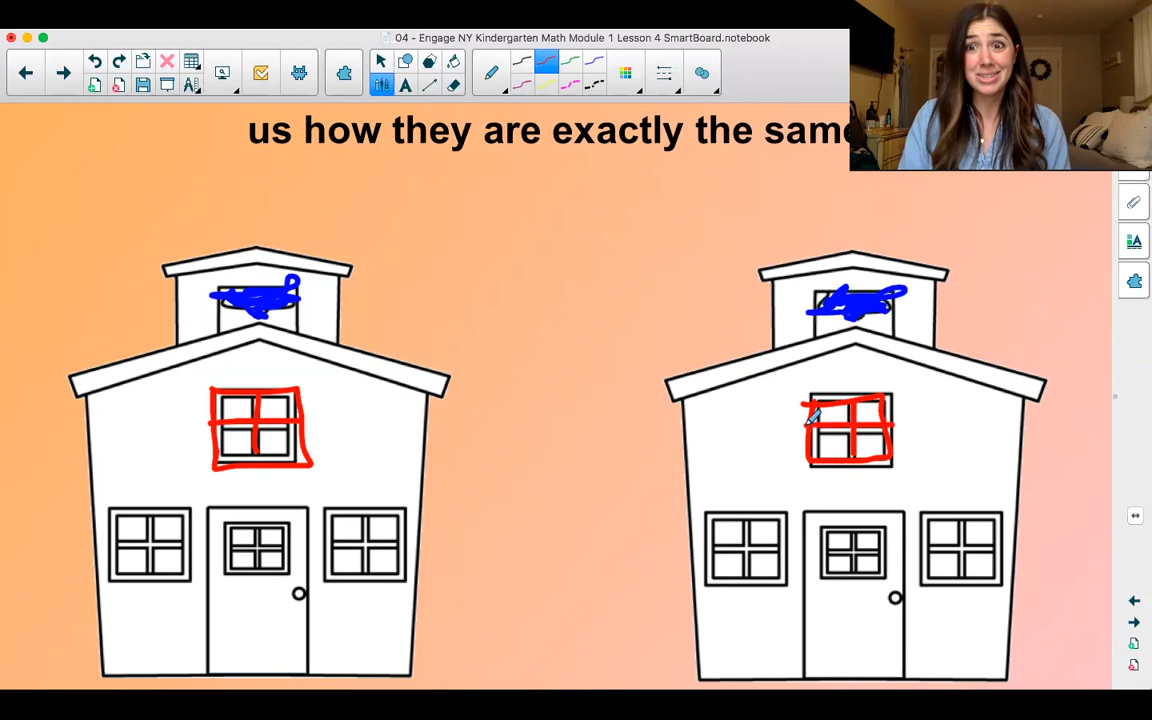 04 - Engage NY Kindergarten Math Module 1 Lesson 4 SmartBoard.notebook
us how they are exactly the same